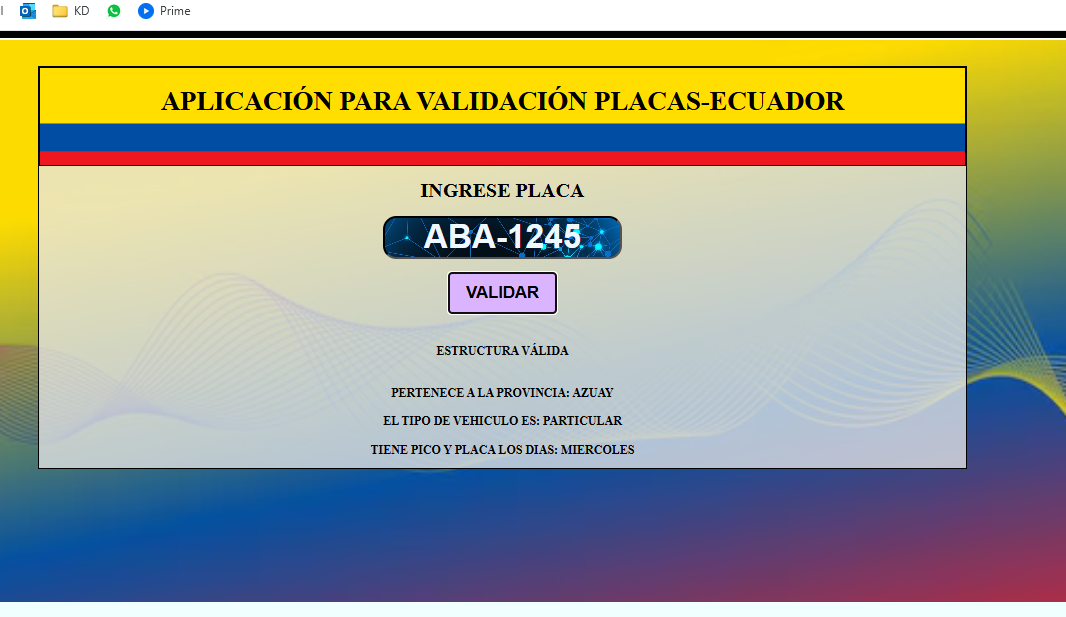 KD Prime
APLICACIÓN PARA VALIDACIÓN PLACAS-ECUADOR
INGRESE PLACA
ABA-1245
VALIDAR
ESTRUCTURA VÁLIDA
PERTENECE A LA PROVINCIA: AZUAY
EL TIPO DE VEHICULO ES: PARTICULAR
TIENE PICO Y PLACA LOS DIAS: MIERCOLES